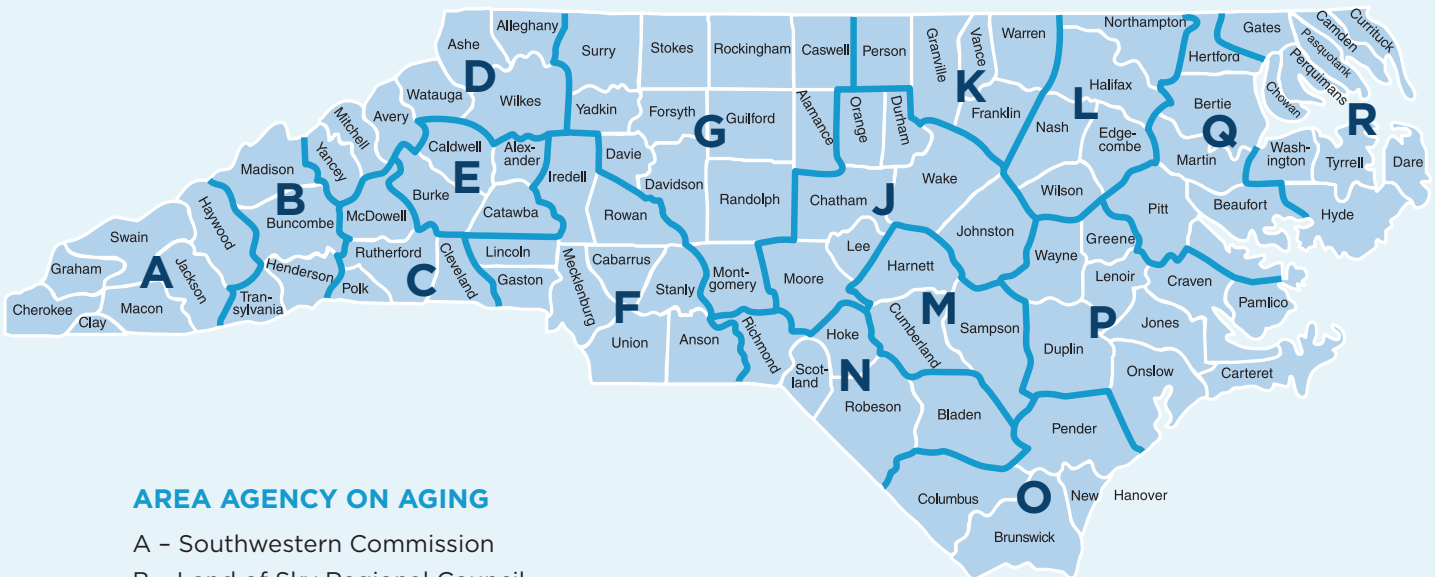 Alleghany
Northampton
Gates
Camden
Currituck
Ashe
Surry
Stokes
Rockingham
Caswell
Person
Granville
Vance
Warren
Hertford
Pasquotank
Perquimans
D
Watauga
Wilkes
Yadkin
Forsyth
G
Guilford
Alamance
Orange
Durham
K
Franklin
Halifax
L
Nash
Edge-
combe
Bertie
Chowan
Q
R
Mitchell
Avery
Yancey
Caldwell
Alex-
ander
E
Iredell
Davie
Davidson
Randolph
Chatham
J
Wake
Wilson
Martin
Wash-
ington
Tyrrell
Dare
Madison
B
Buncombe
McDowell
Burke
Catawba
Rowan
Pitt
Beaufort
Hyde
Haywood
Swain
Graham
A
Jackson
Cherokee
Clay
Macon
Tran-
sylvania
Henderson
Polk
Rutherford
C
Cleveland
Lincoln
Gaston
Mecklenburg
Cabarrus
F
Stanly
Union
Anson
Mont-
gomery
Moore
Lee
Harnett
Johnston
Wayne
Greene
Lenoir
Craven
Pamlico
Richmond
Scot-
land
Hoke
N
Cumberland
M
Sampson
Duplin
P
Jones
Onslow
Carteret
Robeson
Bladen
Pender
Columbus
O
New Hanover
Brunswick
AREA AGENCY ON AGING
A – Southwestern Commission
B – Land of Sky Regional Council